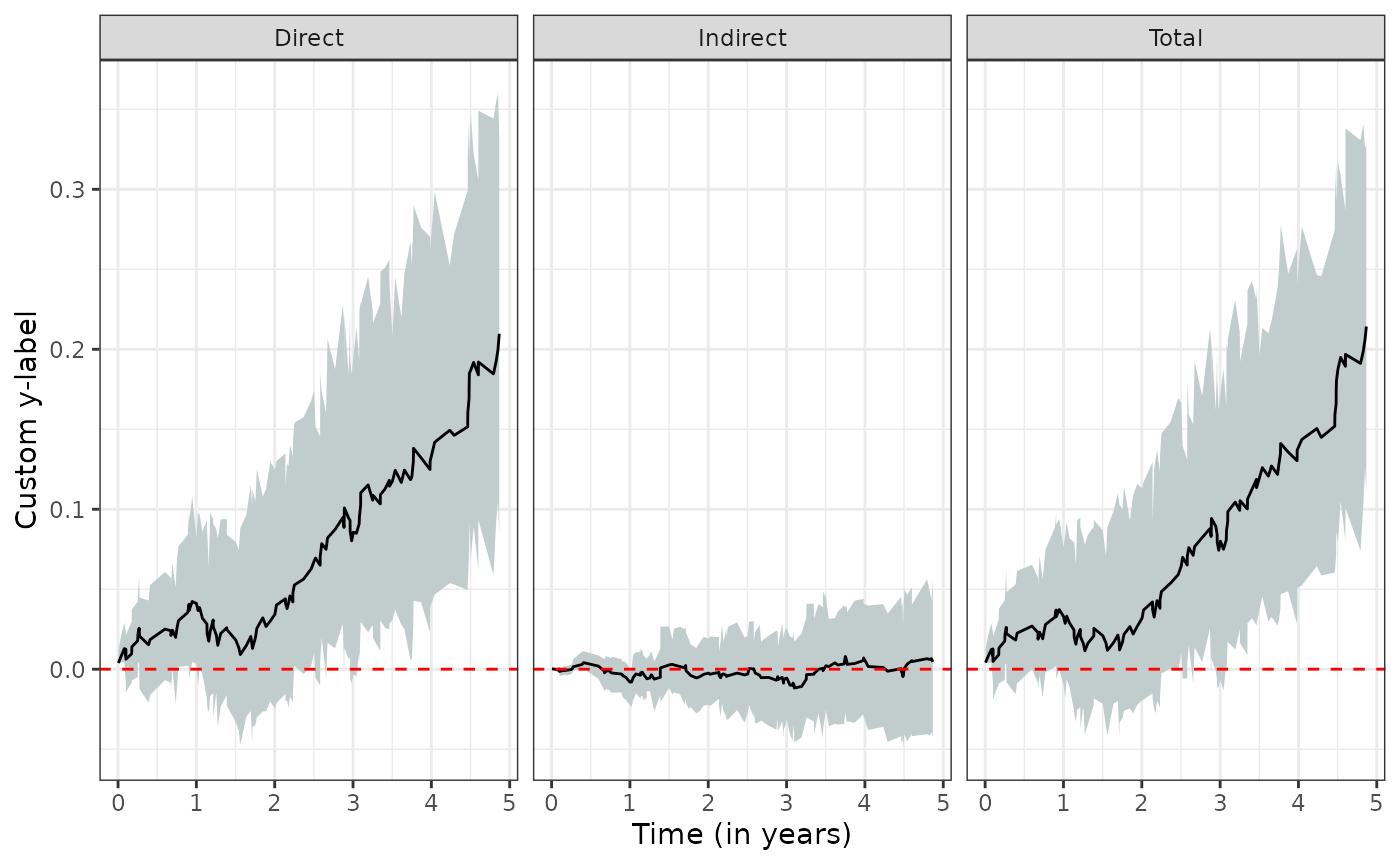 Direct
Indirect
Total
Custom y-label
0.3
0.2
0.1
0.0
0 1 2 3 4 5
0 1 2 3 4 5
0 1 2 3 4 5
Time (in years)